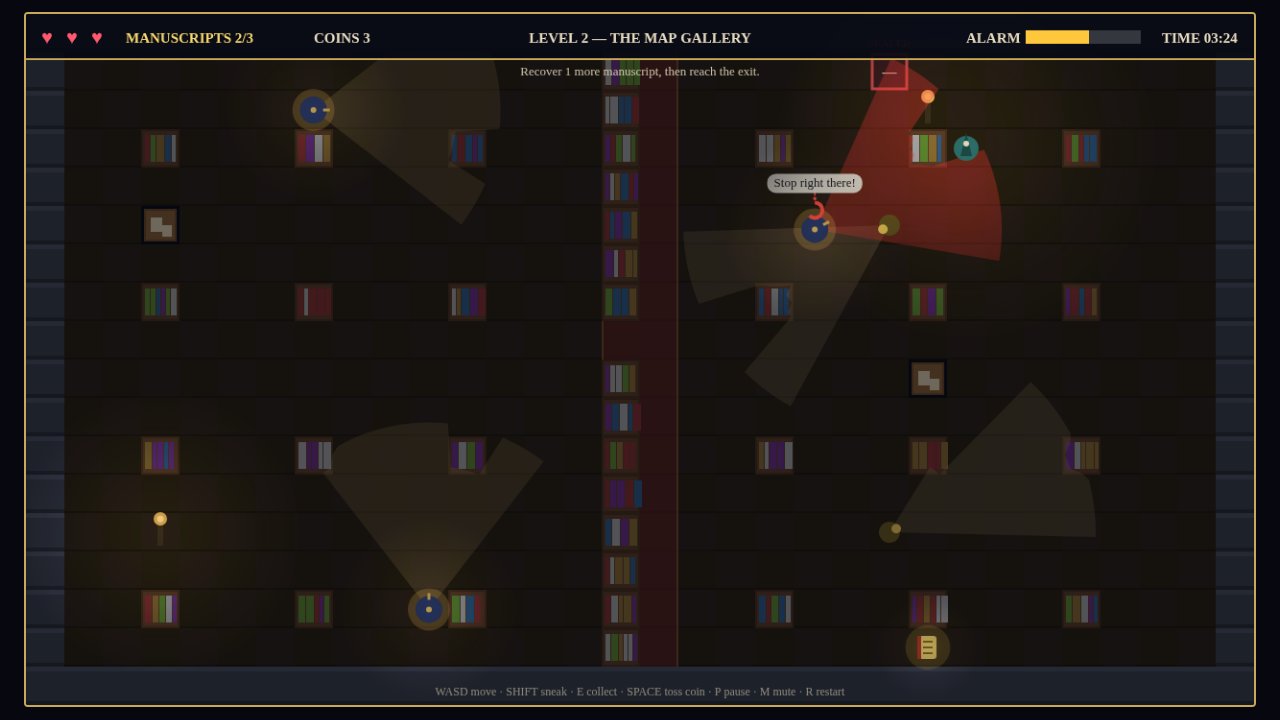 ♥ ♥ ♥ MANUSCRIPTS 2/3 COINS 3 LEVEL 2 — THE MAP GALLERY ALARM TIME 03:24
Recover 1 more manuscript, then reach the exit.
Stop right there!
WASD move · SHIFT sneak · E collect · SPACE toss coin · P pause · M mute · R restart